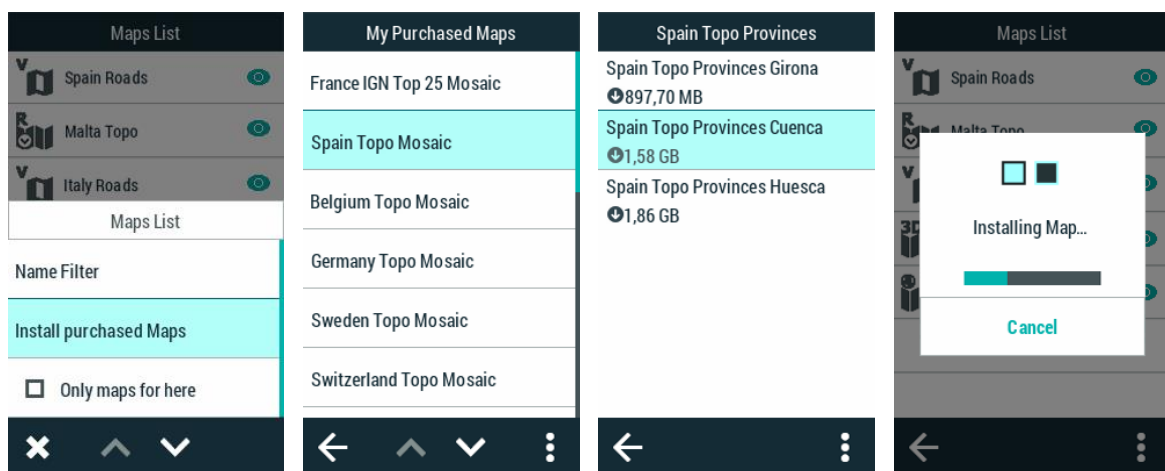 Maps List
V
Spain Roads
R
Malta Topo
V
Italy Roads
Maps List
Name Filter
Install purchased Maps
Only maps for here
My Purchased Maps
France IGN Top 25 Mosaic
Spain Topo Mosaic
Belgium Topo Mosaic
Germany Topo Mosaic
Sweden Topo Mosaic
Switzerland Topo Mosaic
Spain Topo Provinces
Spain Topo Provinces Girona
897,70 MB
Spain Topo Provinces Cuenca
1,58 GB
Spain Topo Provinces Huesca
1,86 GB
Maps List
V
Spain Roads
R
Malta Topo
V
3D
Installing Map...
Cancel